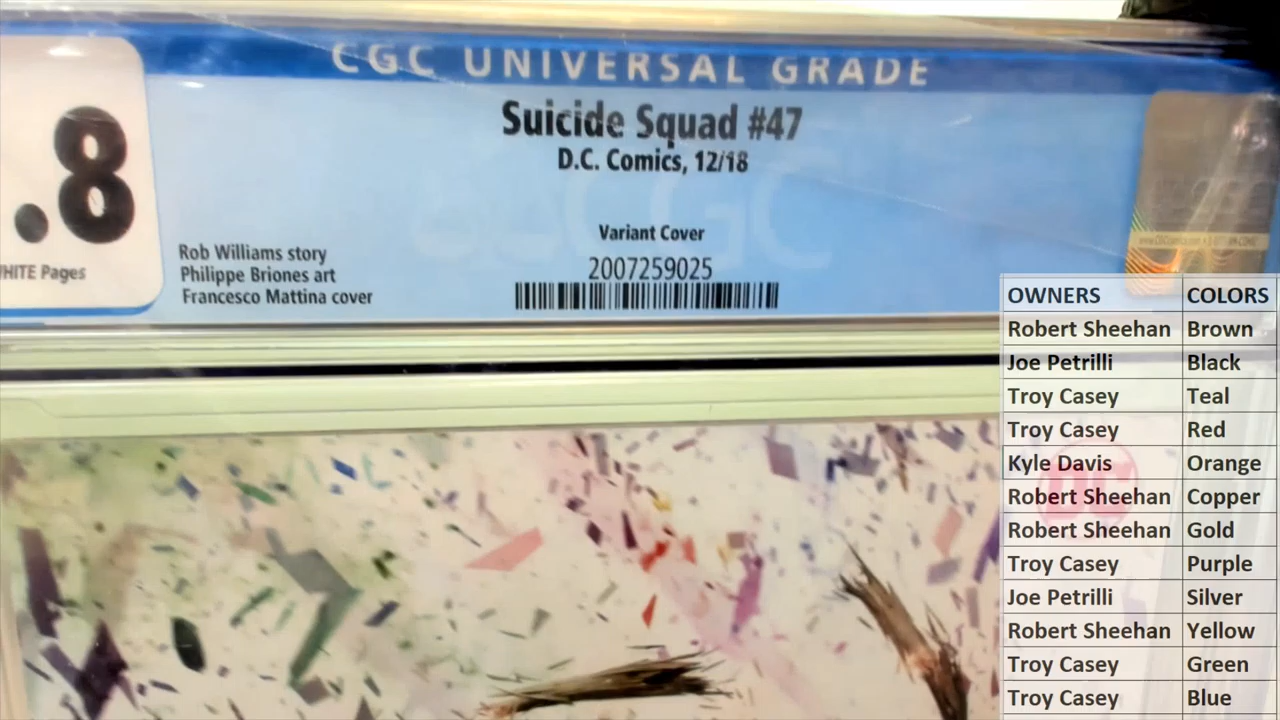 CGC UNIVERSAL GRADE
Suicide Squad #47
D.C. Comics, 12/18
.8
WHITE Pages
Variant Cover
2007259025
Rob Williams story
Philippe Briones art
Francesco Mattina cover
OWNERS COLORS
Robert Sheehan Brown
Joe Petrilli Black
Troy Casey Teal
Troy Casey Red
Kyle Davis Orange
Robert Sheehan Copper
Robert Sheehan Gold
Troy Casey Purple
Joe Petrilli Silver
Robert Sheehan Yellow
Troy Casey Green
Troy Casey Blue
DC